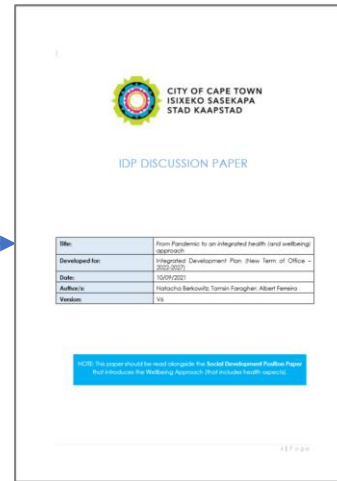 CITY OF CAPE TOWN
ISIXEKO SASEKAPA
STAD KAAPSTAD
IDP DISCUSSION PAPER
Title: From Pandemic to an integrated health (and wellbeing)
approach
Developed for: Integrated Development Plan (New Term of Office –
2022-2027)
Date: 10/09/2021
Author/s: Natacha Berkowitz; Tamsin Faragher; Albert Ferreira
Version: V6
NOTE: This paper should be read alongside the Social Development Position Paper
that introduces the Wellbeing Approach (that includes health aspects).
1 | Page